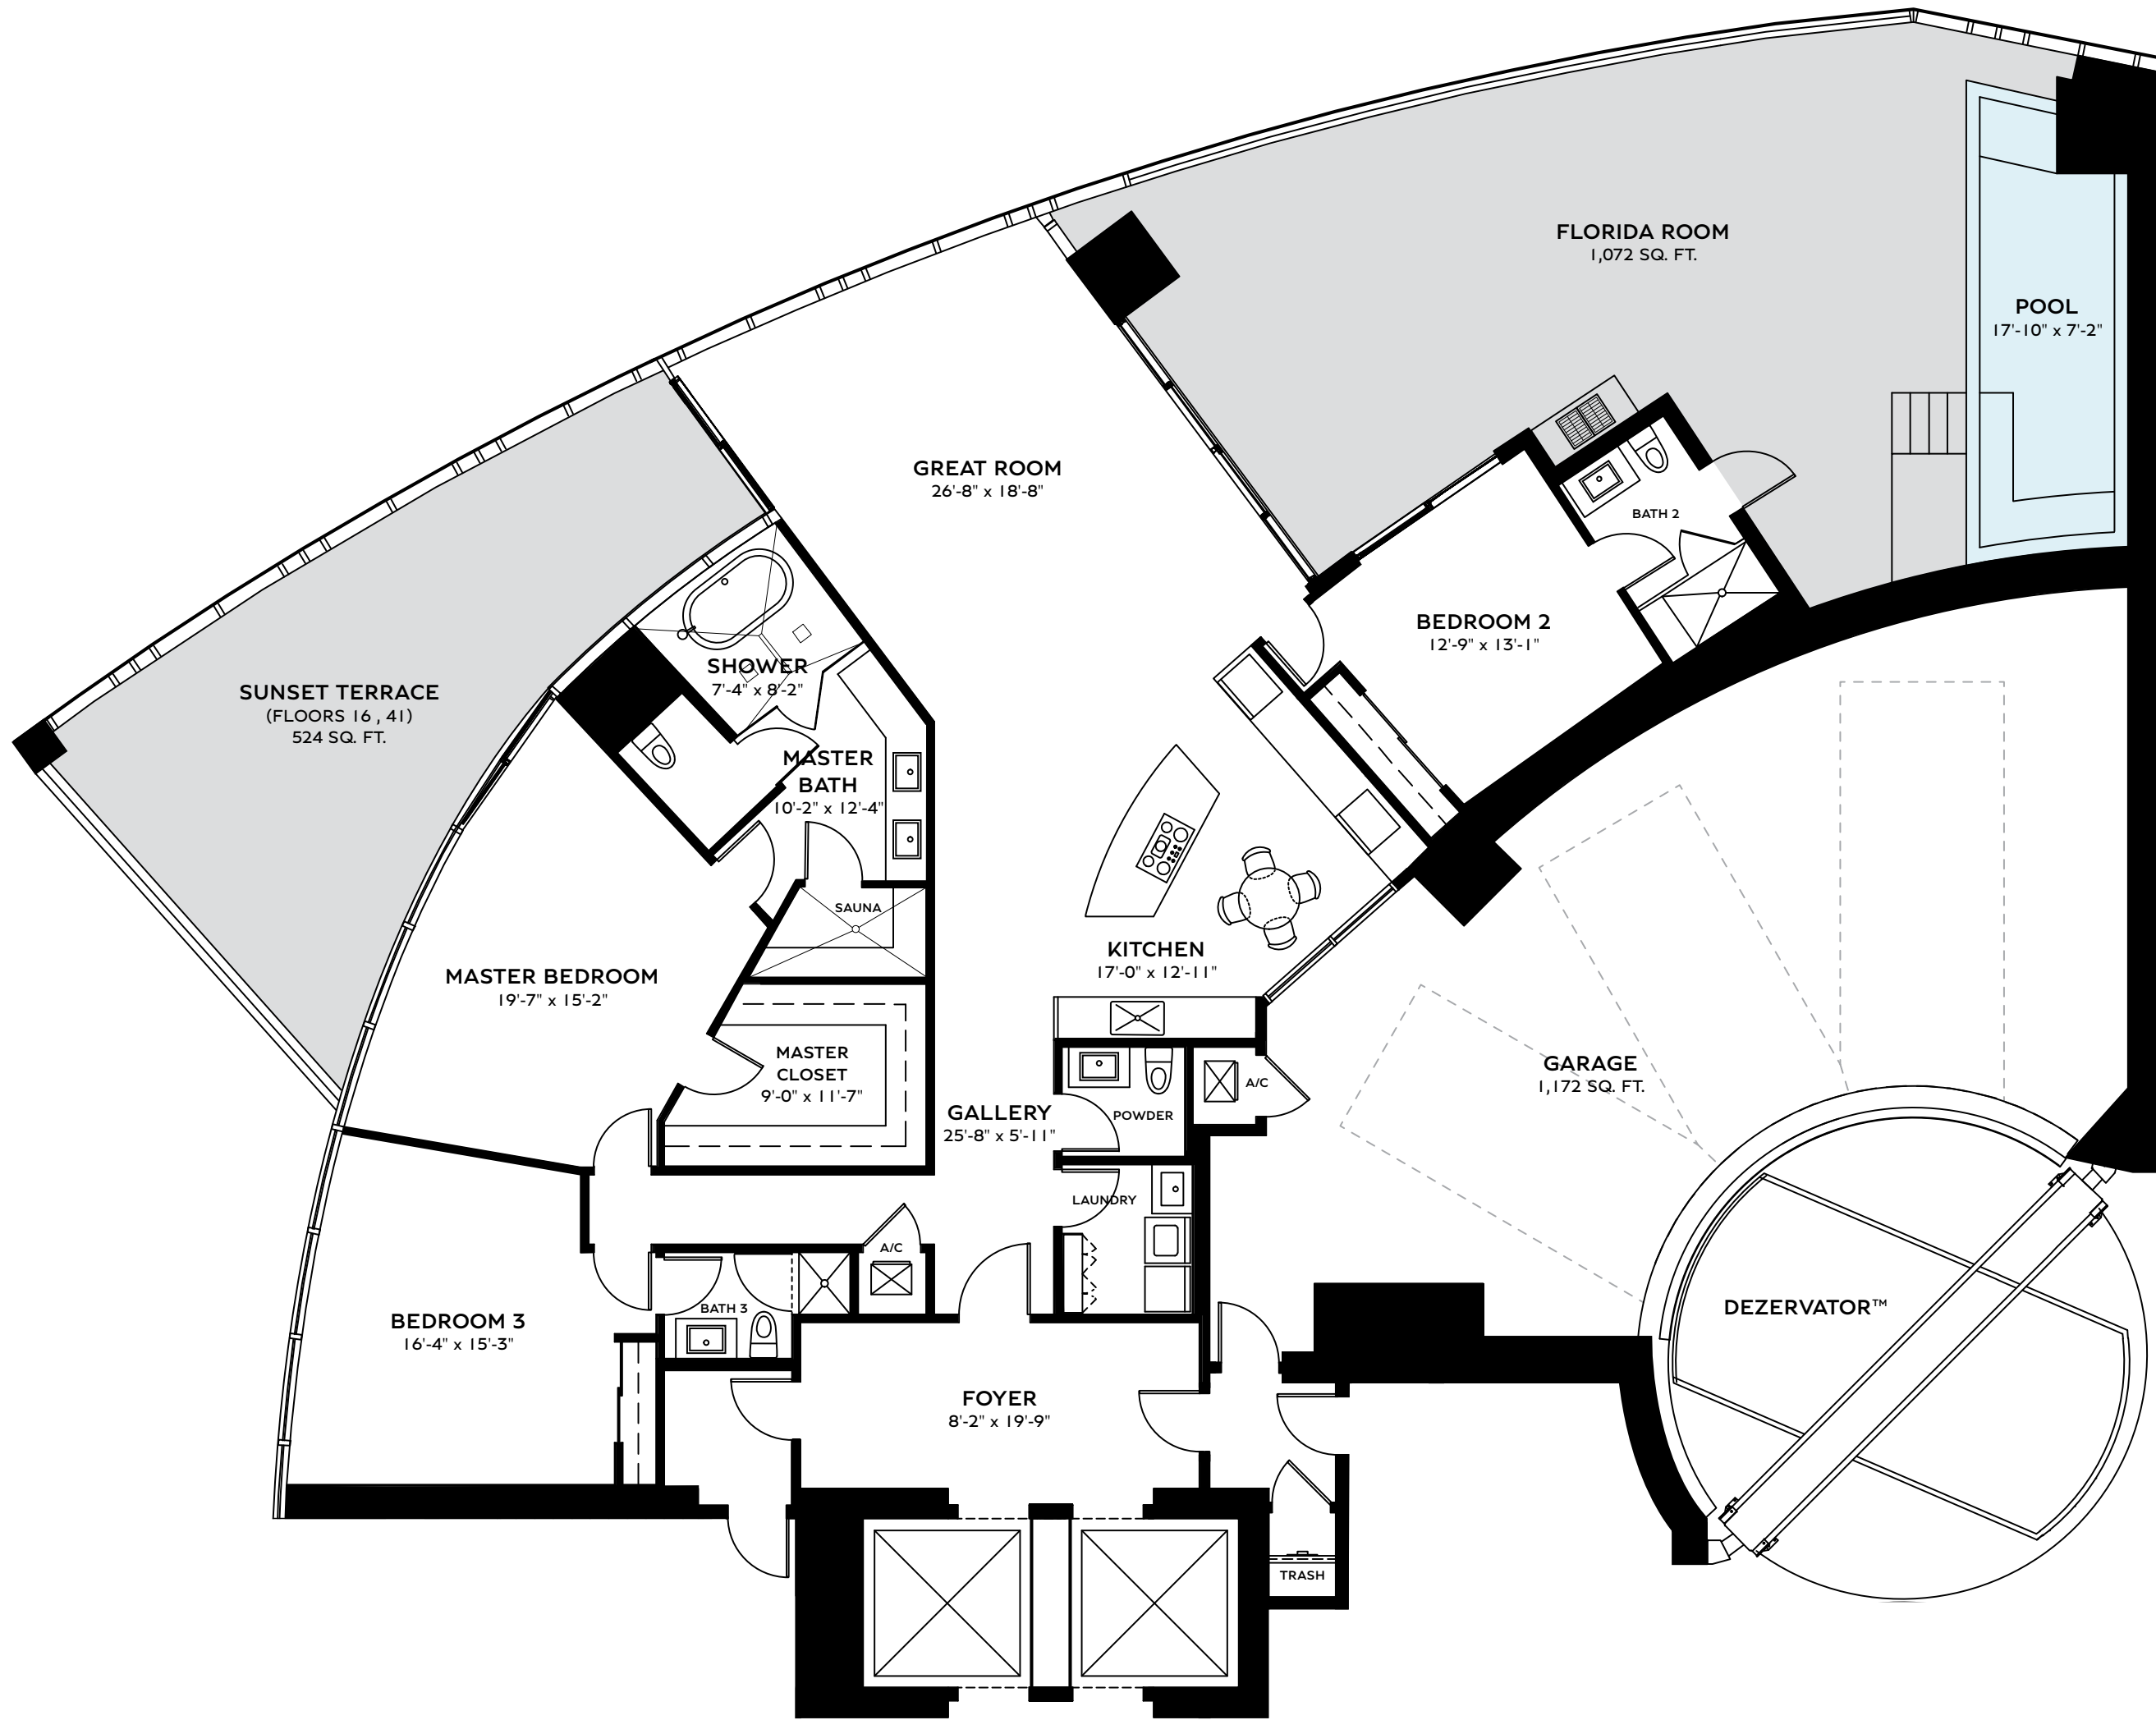 FLORIDA ROOM
1,072 SQ. FT.
POOL
17'-10" x 7'-2"
GREAT ROOM
26'-8" x 18'-8"
BATH 2
BEDROOM 2
12'-9" x 13'-1"
SHOWER
7'-4" x 8'-2"
SUNSET TERRACE
(FLOORS 16 , 41)
524 SQ. FT.
MASTER
BATH
10'-2" x 12'-4"
SAUNA
KITCHEN
17'-0" x 12'-11"
MASTER BEDROOM
19'-7" x 15'-2"
MASTER
CLOSET
9'-0" x 11'-7"
A/C
GARAGE
1,172 SQ. FT.
GALLERY
25'-8" x 5'-11"
POWDER
LAUNDRY
A/C
BATH 3
BEDROOM 3
16'-4" x 15'-3"
DEZERVATOR™
FOYER
8'-2" x 19'-9"
TRASH